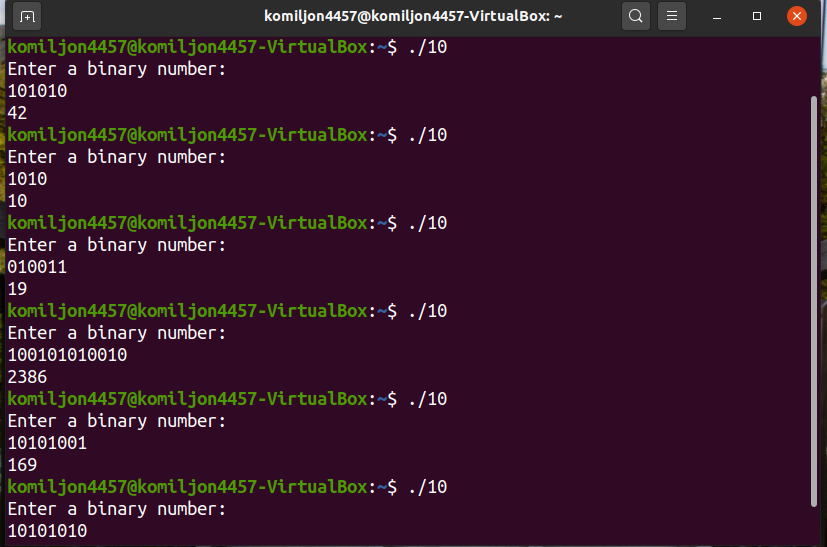 komiljon4457@komiljon4457-VirtualBox: ~
komiljon4457@komiljon4457-VirtualBox:~$ ./10
Enter a binary number:
101010
42
komiljon4457@komiljon4457-VirtualBox:~$ ./10
Enter a binary number:
1010
10
komiljon4457@komiljon4457-VirtualBox:~$ ./10
Enter a binary number:
010011
19
komiljon4457@komiljon4457-VirtualBox:~$ ./10
Enter a binary number:
100101010010
2386
komiljon4457@komiljon4457-VirtualBox:~$ ./10
Enter a binary number:
10101001
169
komiljon4457@komiljon4457-VirtualBox:~$ ./10
Enter a binary number:
10101010